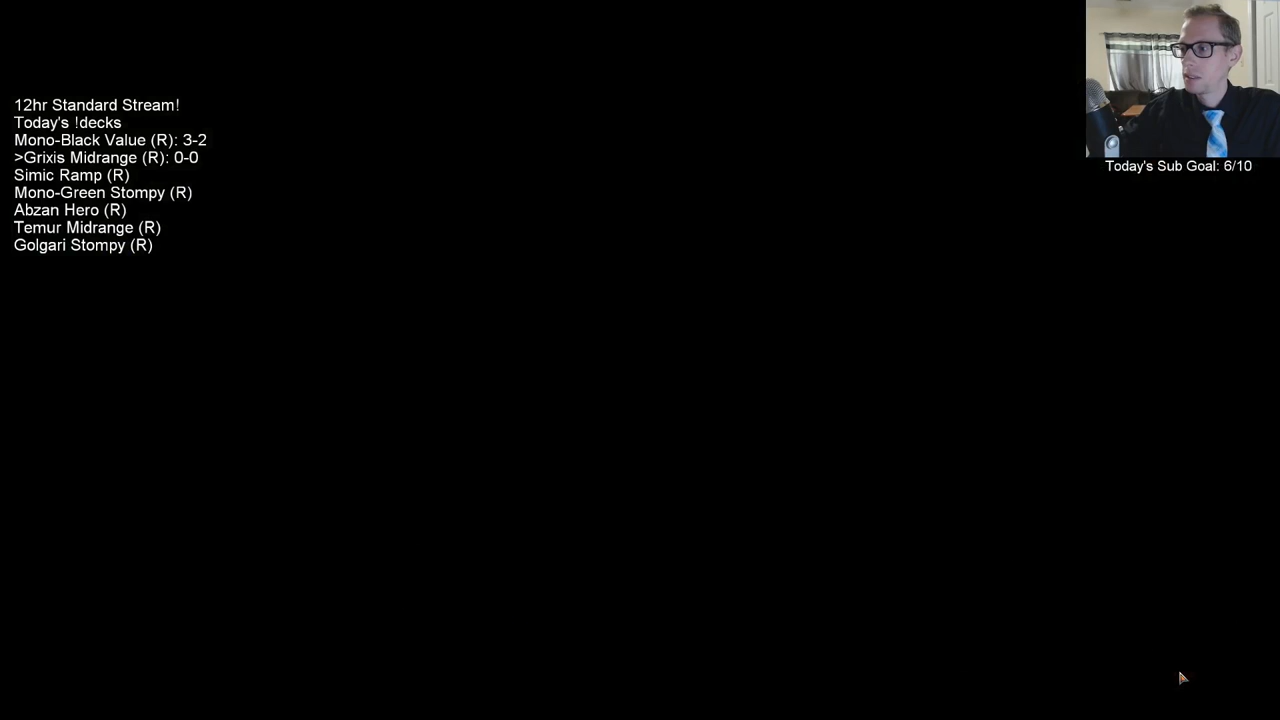 12hr Standard Stream!
Today's !decks
Mono-Black Value (R): 3-2
>Grixis Midrange (R): 0-0
Simic Ramp (R)
Mono-Green Stompy (R)
Abzan Hero (R)
Temur Midrange (R)
Golgari Stompy (R)
Today's Sub Goal: 6/10